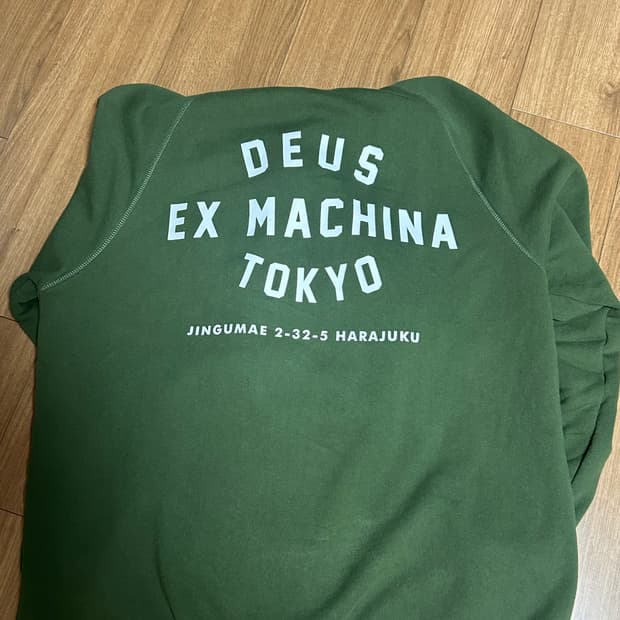 DEUS
EX MACHINA
TOKYO
JINGUMAE 2-32-5 HARAJUKU